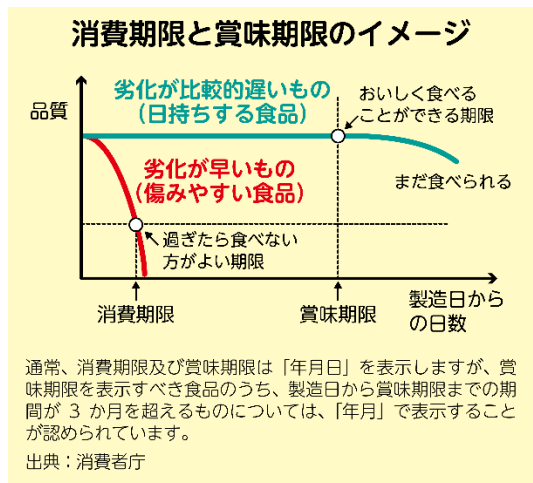 消費期限と賞味期限のイメージ
品質
劣化が比較的遅いもの
(日持ちする食品)
おいしく食べる
ことができる期限
まだ食べられる
劣化が早いもの
(傷みやすい食品)
過ぎたら食べない
方がよい期限
消費期限
賞味期限
製造日から
の日数
通常、消費期限及び賞味期限は「年月日」を表示しますが、賞
味期限を表示すべき食品のうち、製造日から賞味期限までの期
間が 3 か月を超えるものについては、「年月」で表示すること
が認められています。
出典：消費者庁